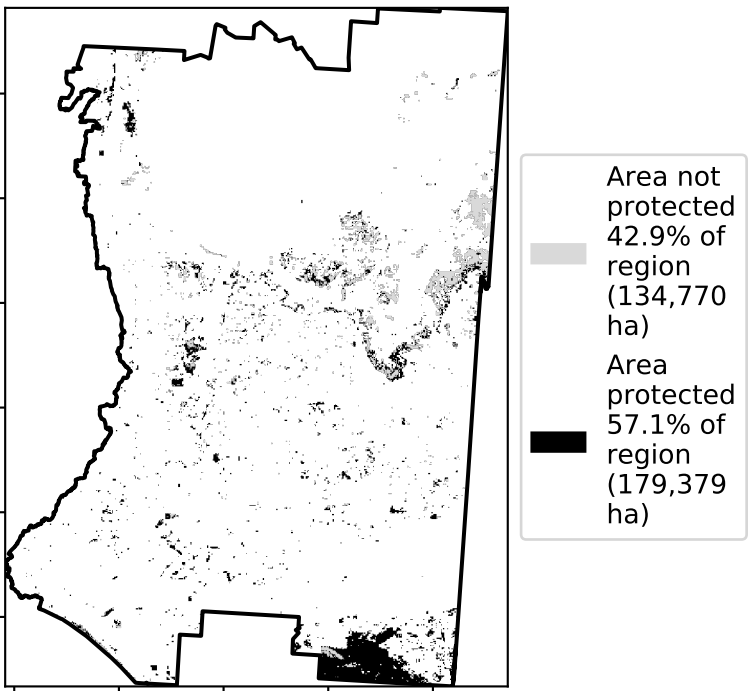 Area not
protected
42.9% of
region
(134,770
ha)
Area
protected
57.1% of
region
(179,379
ha)